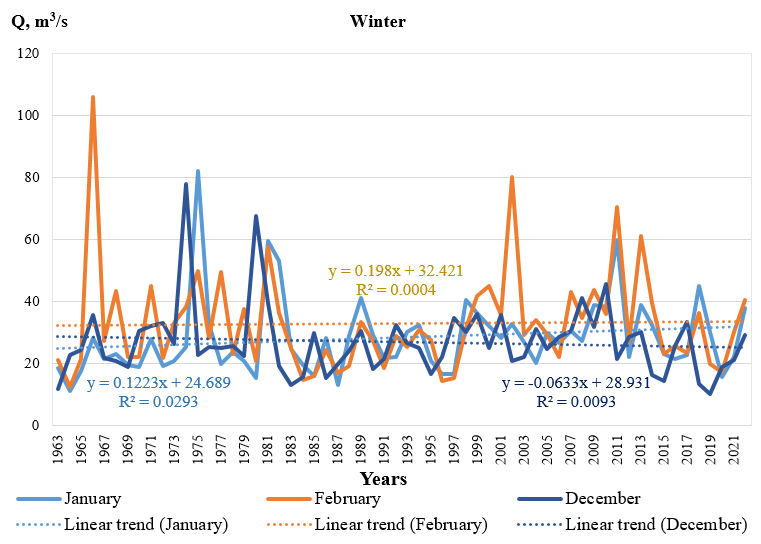 Q, m³/s
Winter
120
100
80
60
40
20
0
y = 0.198x + 32.421
R² = 0.0004
y = 0.1223x + 24.689
R² = 0.0293
y = -0.0633x + 28.931
R² = 0.0093
1963 1965 1967 1969 1971 1973 1975 1977 1979 1981 1983 1985 1987 1989 1991 1993 1995 1997 1999 2001 2003 2005 2007 2009 2011 2013 2015 2017 2019 2021
Years
January February December
Linear trend (January) Linear trend (February) Linear trend (December)